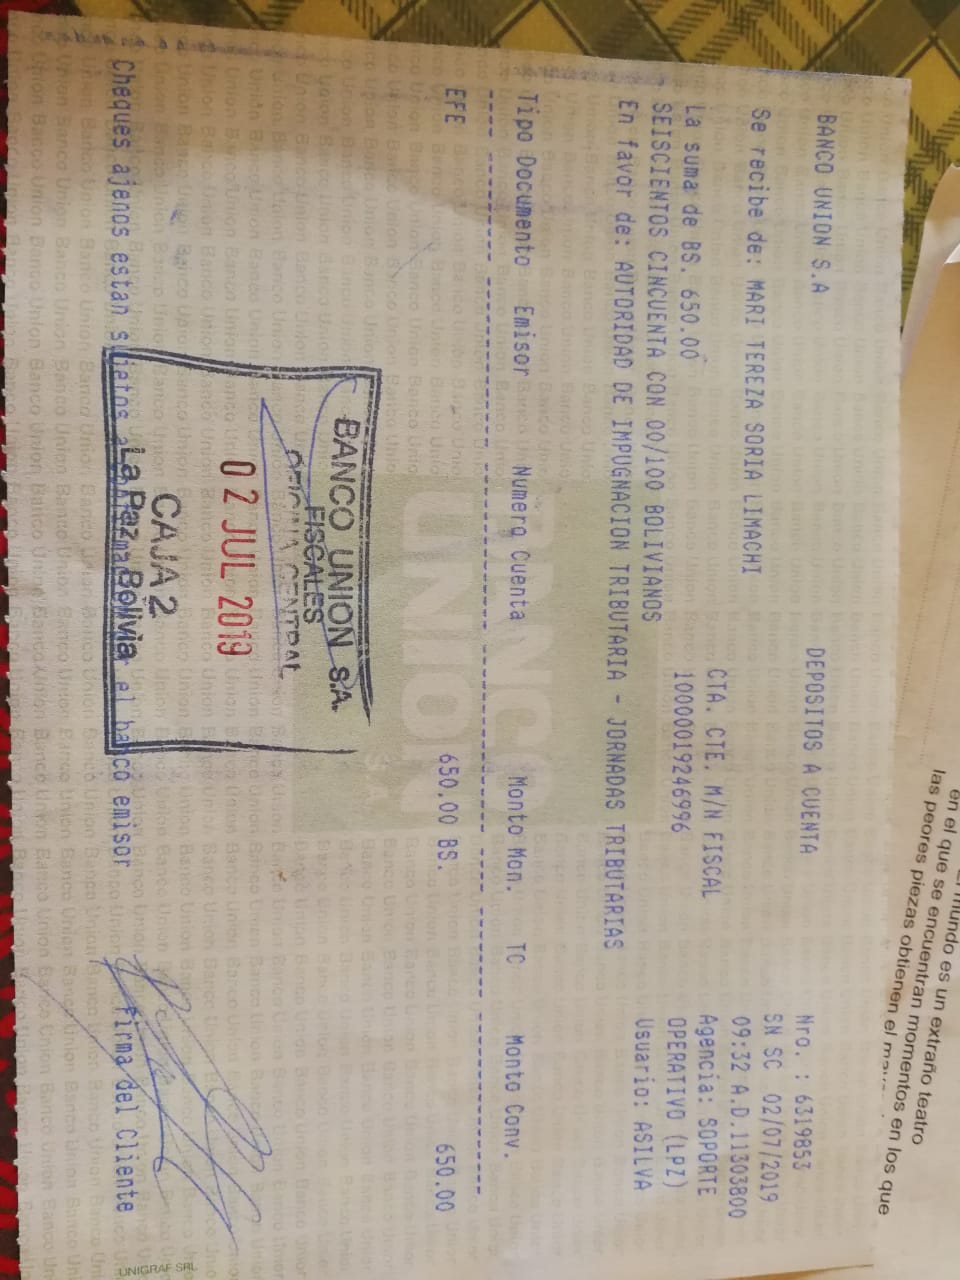 BANCO UNION S.A
DEPOSITOS A CUENTA
Nro. : 6319853
SN SC 02/07/2019
Se recibe de: MARI TEREZA SORIA LIMACHI
09:32 A.D.11303800
CTA. CTE. M/N FISCAL
Agencia: SOPORTE
La suma de BS. 650.00
10000019246996
OPERATIVO (LPZ)
SEISCIENTOS CINCUENTA CON 00/100 BOLIVIANOS
Usuario: ASILVA
En favor de: AUTORIDAD DE IMPUGNACION TRIBUTARIA - JORNADAS TRIBUTARIAS
Tipo Documento Emisor Numero Cuenta Monto Mon. TC Monto Conv.
EFE 650.00 BS. 650.00
BANCO UNION
BANCO UNION S.A.
FISCALES
OFICINA CENTRAL
02 JUL 2019
CAJA 2
La Paz Bolivia
Cheques ajenos estan sujetos a el banco emisor
Firma del Cliente
UNIGRAF SRL
mundo es un extraño teatro
en el que se encuentran momentos en los que
las peores piezas obtienen el